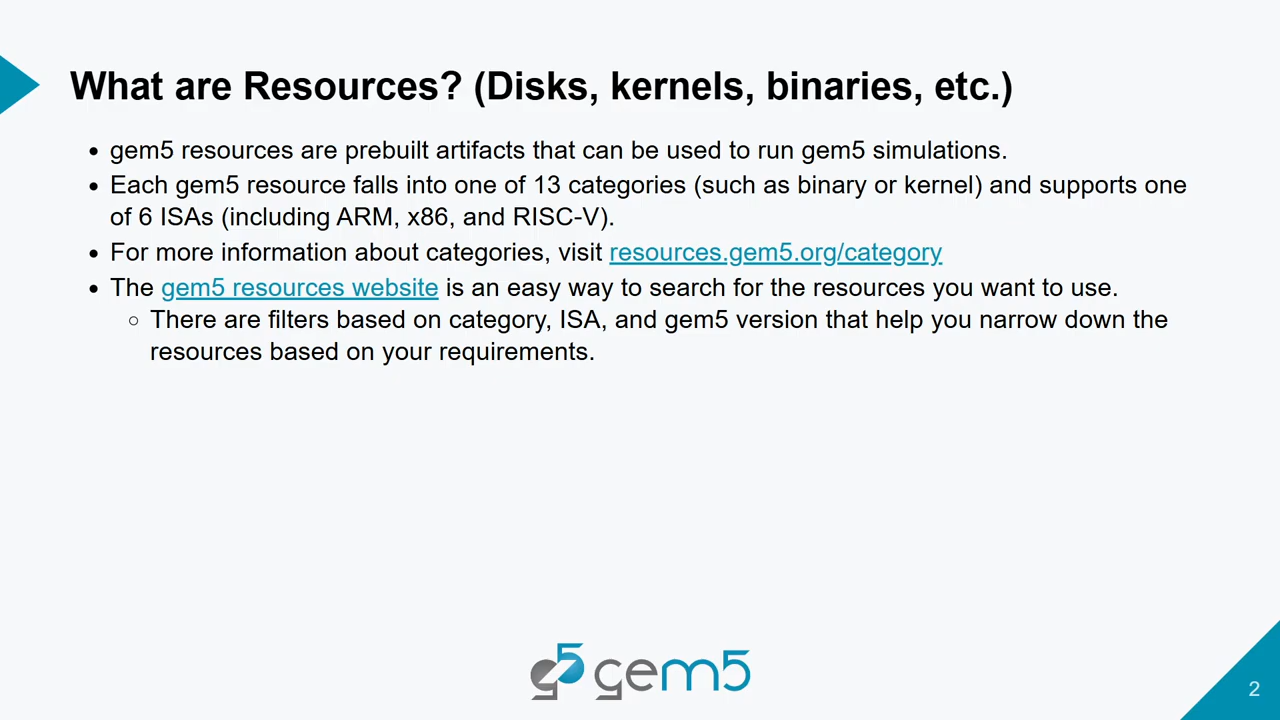 What are Resources? (Disks, kernels, binaries, etc.)
• gem5 resources are prebuilt artifacts that can be used to run gem5 simulations.
• Each gem5 resource falls into one of 13 categories (such as binary or kernel) and supports one
of 6 ISAs (including ARM, x86, and RISC-V).
• For more information about categories, visit resources.gem5.org/category
• The gem5 resources website is an easy way to search for the resources you want to use.
○ There are filters based on category, ISA, and gem5 version that help you narrow down the
resources based on your requirements.
g5 gem5
2